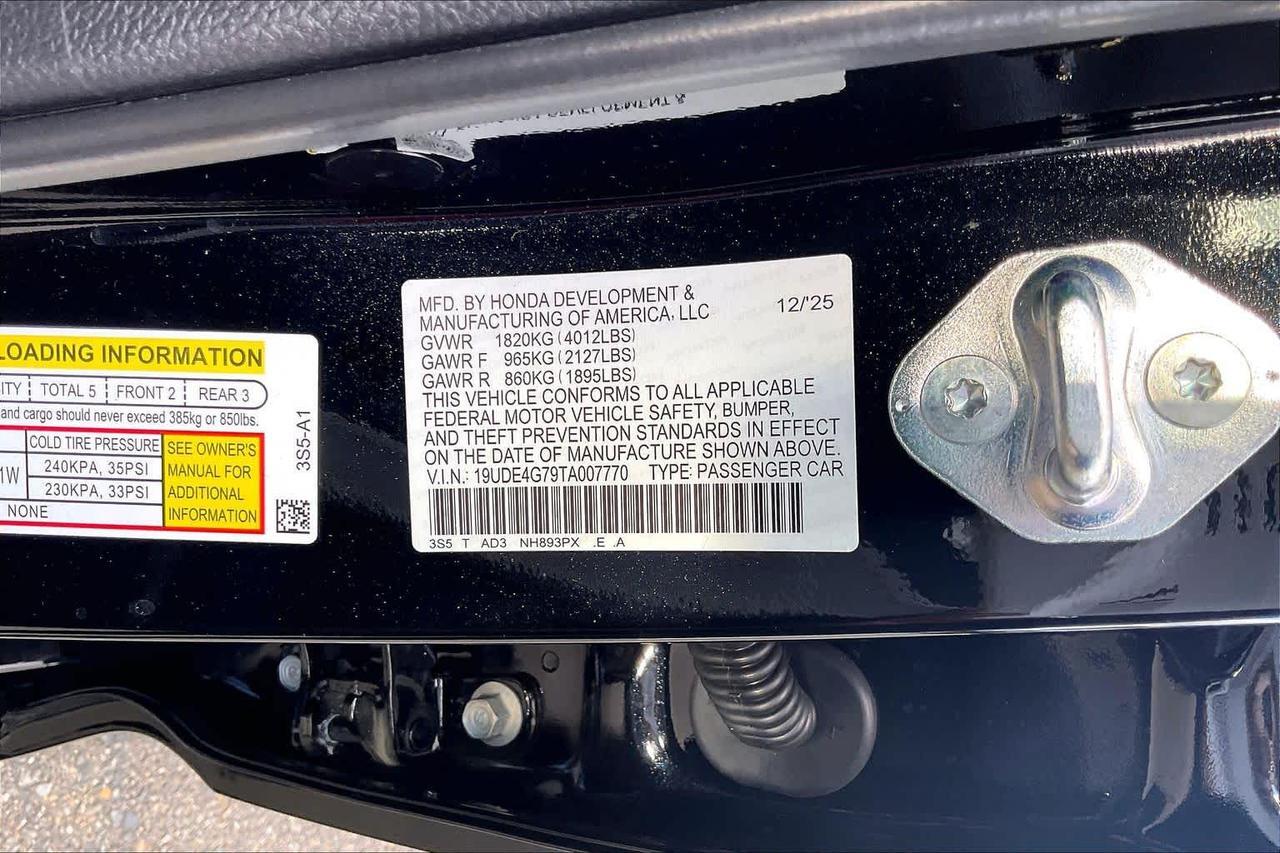 LOADING INFORMATION
TOTAL 5 FRONT 2 REAR 3
and cargo should never exceed 385kg or 850lbs.
COLD TIRE PRESSURE
240KPA, 35PSI
230KPA, 33PSI
NONE
SEE OWNER'S
MANUAL FOR
ADDITIONAL
INFORMATION
3S5-A1
MFD. BY HONDA DEVELOPMENT &
MANUFACTURING OF AMERICA, LLC 12/'25
GVWR 1820KG (4012LBS)
GAWR F 965KG (2127LBS)
GAWR R 860KG (1895LBS)
THIS VEHICLE CONFORMS TO ALL APPLICABLE
FEDERAL MOTOR VEHICLE SAFETY, BUMPER,
AND THEFT PREVENTION STANDARDS IN EFFECT
ON THE DATE OF MANUFACTURE SHOWN ABOVE.
V.I.N.: 19UDE4G79TA007770 TYPE: PASSENGER CAR
3S5 T AD3 NH893PX .E .A